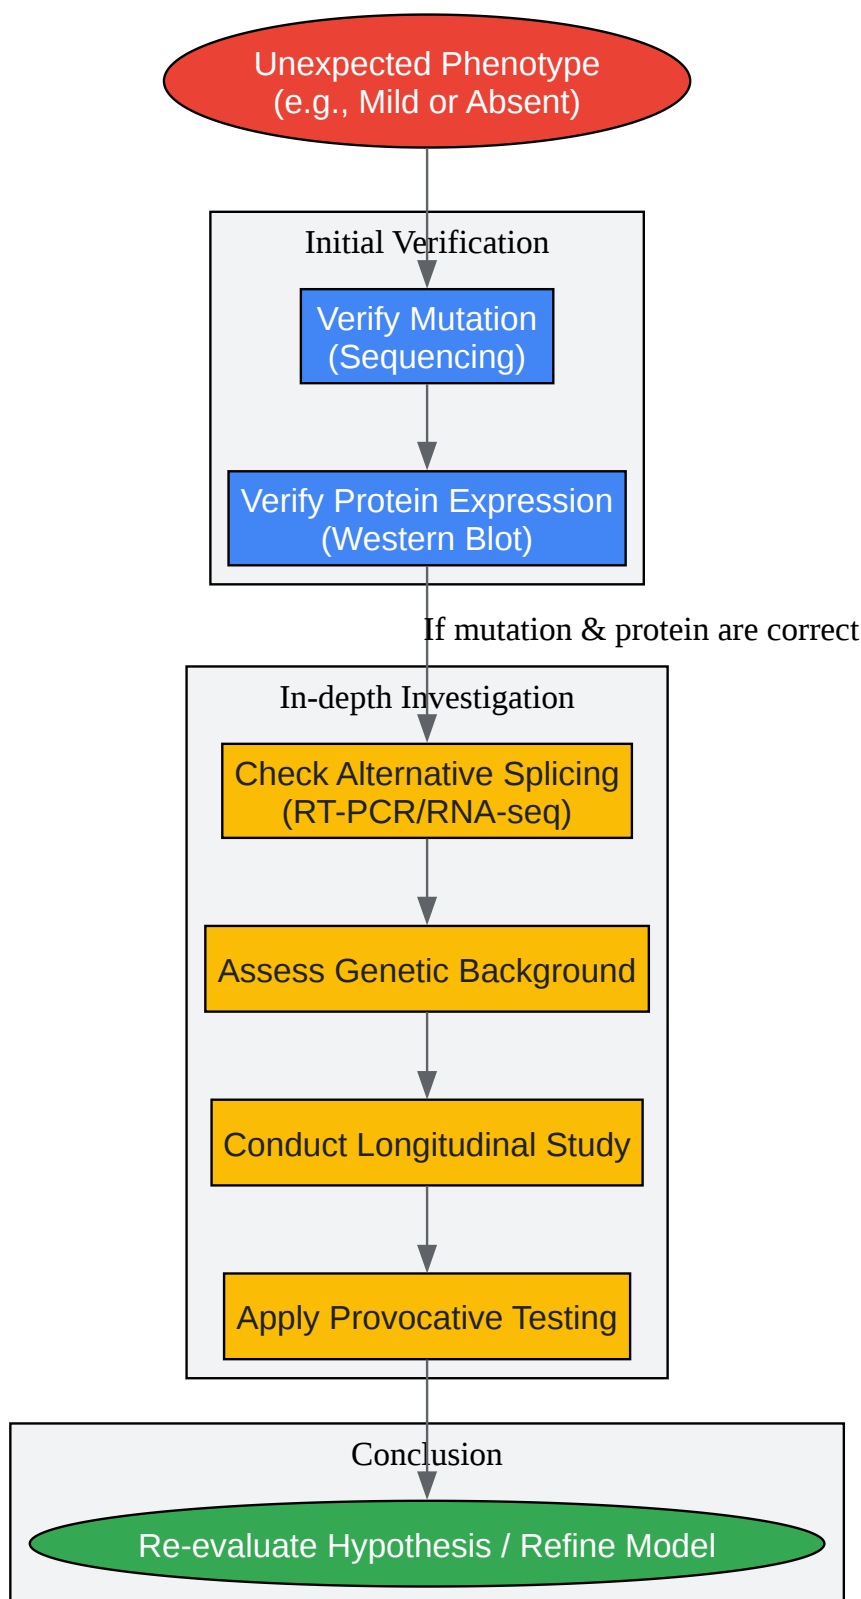 Unexpected Phenotype
(e.g., Mild or Absent)
Initial Verification
Verify Mutation
(Sequencing)
Verify Protein Expression
(Western Blot)
If mutation & protein are correct
In-depth Investigation
Check Alternative Splicing
(RT-PCR/RNA-seq)
Assess Genetic Background
Conduct Longitudinal Study
Apply Provocative Testing
Conclusion
Re-evaluate Hypothesis / Refine Model